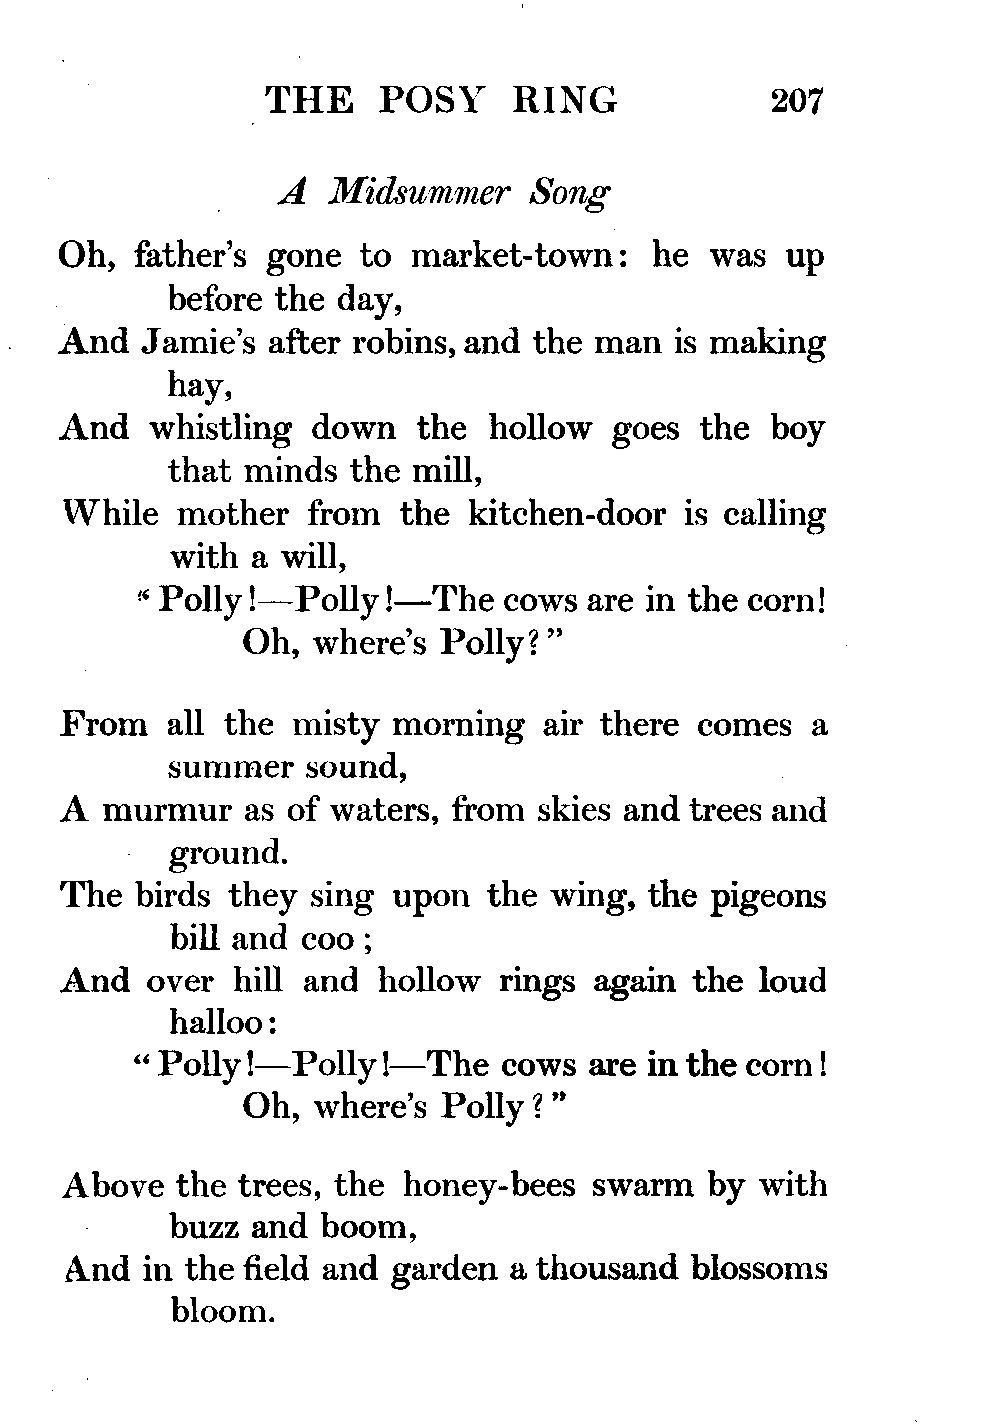 THE POSY RING 207
A Midsummer Song
Oh, father's gone to market-town: he was up
before the day,
And Jamie's after robins, and the man is making
hay,
And whistling down the hollow goes the boy
that minds the mill,
While mother from the kitchen-door is calling
with a will,
"Polly!—Polly!—The cows are in the corn!
Oh, where's Polly?"
From all the misty morning air there comes a
summer sound,
A murmur as of waters, from skies and trees and
ground.
The birds they sing upon the wing, the pigeons
bill and coo;
And over hill and hollow rings again the loud
halloo:
"Polly!—Polly!—The cows are in the corn!
Oh, where's Polly?"
Above the trees, the honey-bees swarm by with
buzz and boom,
And in the field and garden a thousand blossoms
bloom.